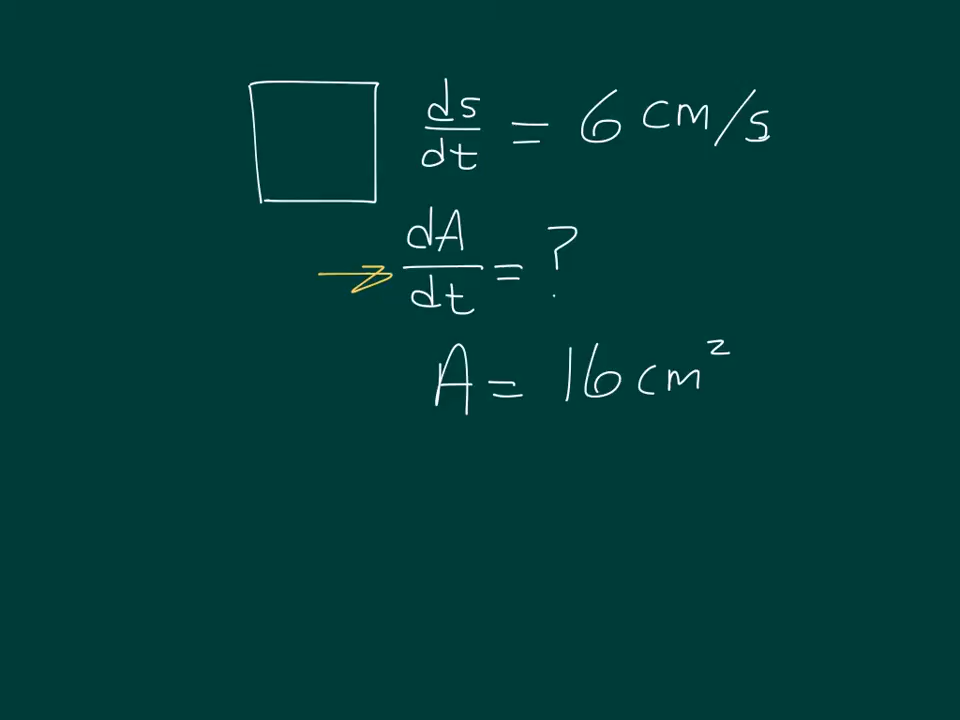 ds/dt = 6 cm/s
dA/dt = ?
A = 16 cm²